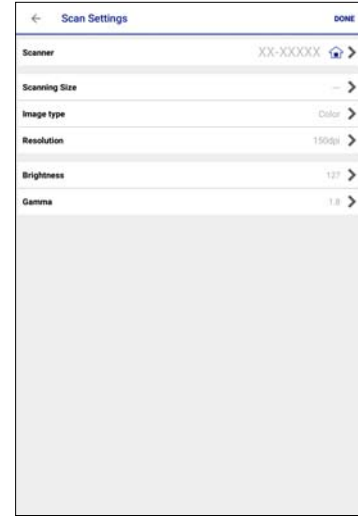 Scan Settings DONE
Scanner XX-XXXXX
Scanning Size –
Image type Color
Resolution 150dpi
Brightness 127
Gamma 1.8